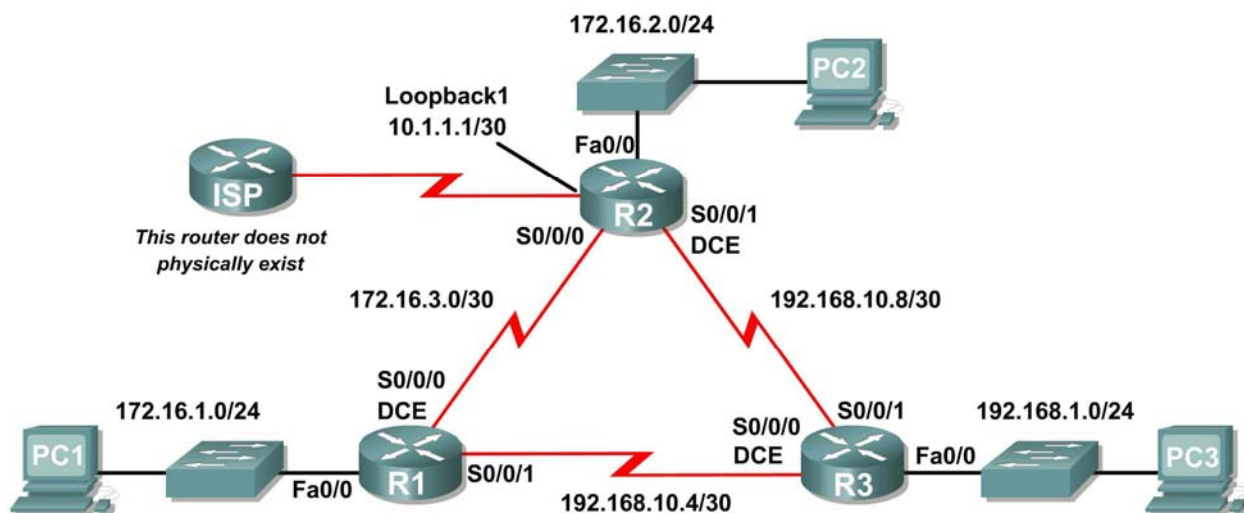 172.16.2.0/24
PC2
Loopback1
10.1.1.1/30
Fa0/0
ISP
R2
S0/0/1
DCE
This router does not
physically exist
S0/0/0
172.16.3.0/30
192.168.10.8/30
S0/0/0
DCE
172.16.1.0/24
S0/0/1
192.168.1.0/24
S0/0/0
DCE
PC1
Fa0/0
R1
S0/0/1
R3
Fa0/0
PC3
192.168.10.4/30